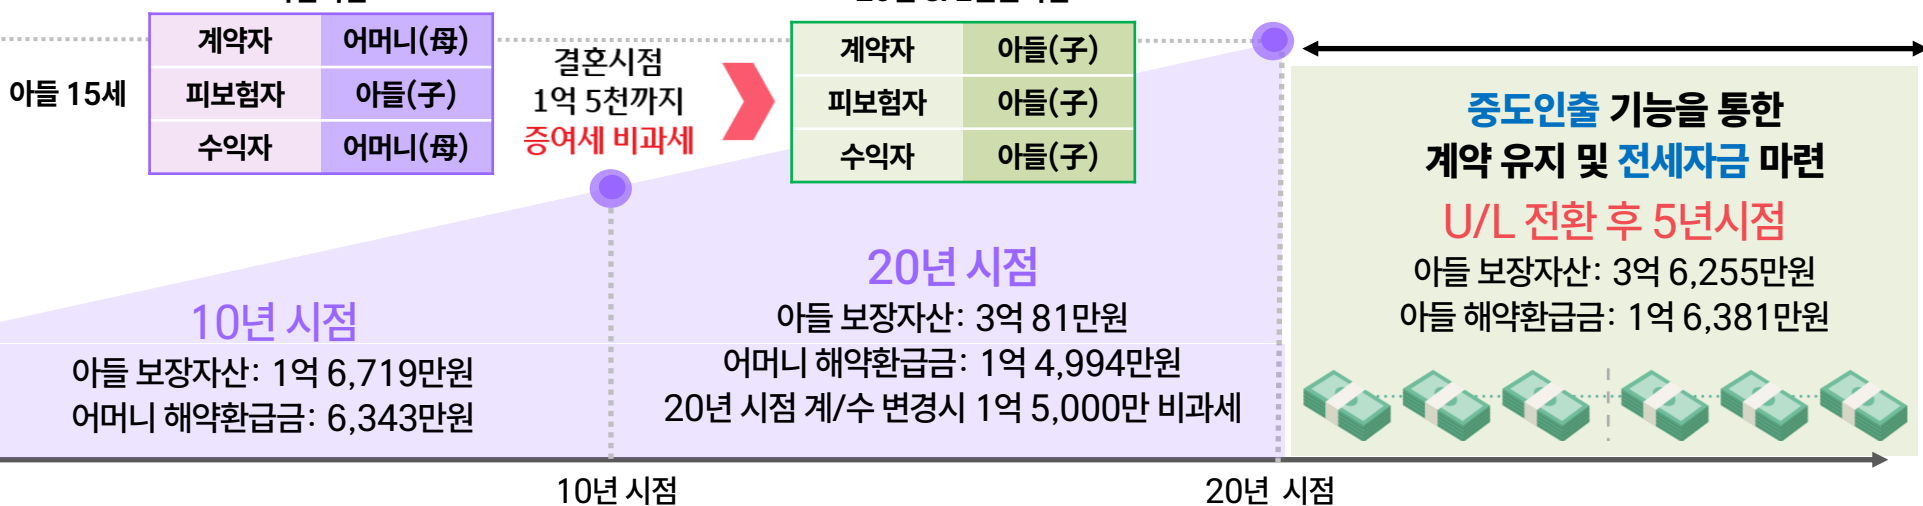 아들 15세
계약자 어머니(母)
피보험자 아들(子)
수익자 어머니(母)
결혼시점
1억 5천까지
증여세 비과세
계약자 아들(子)
피보험자 아들(子)
수익자 아들(子)
중도인출 기능을 통한
계약 유지 및 전세자금 마련
U/L 전환 후 5년시점
아들 보장자산: 3억 6,255만원
아들 해약환급금: 1억 6,381만원
10년 시점
아들 보장자산: 1억 6,719만원
어머니 해약환급금: 6,343만원
20년 시점
아들 보장자산: 3억 81만원
어머니 해약환급금: 1억 4,994만원
20년 시점 계/수 변경시 1억 5,000만 비과세
10년 시점
20년 시점